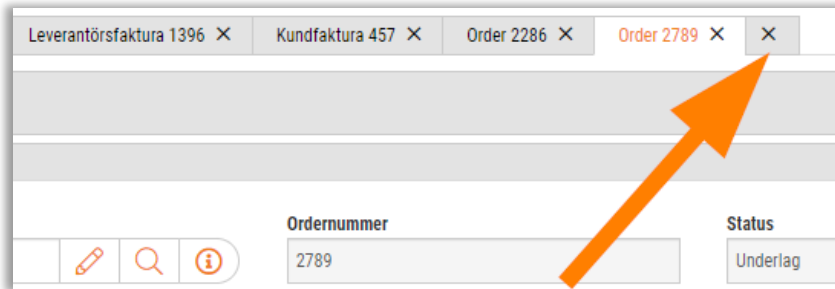 Leverantörsfaktura 1396 × Kundfaktura 457 × Order 2286 × Order 2789 × ×
Ordernummer Status
2789 Underlag